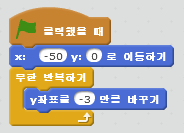 클릭했을 때
x: -50 y: 0 로 이동하기
무한 반복하기
y좌표를 -3 만큼 바꾸기